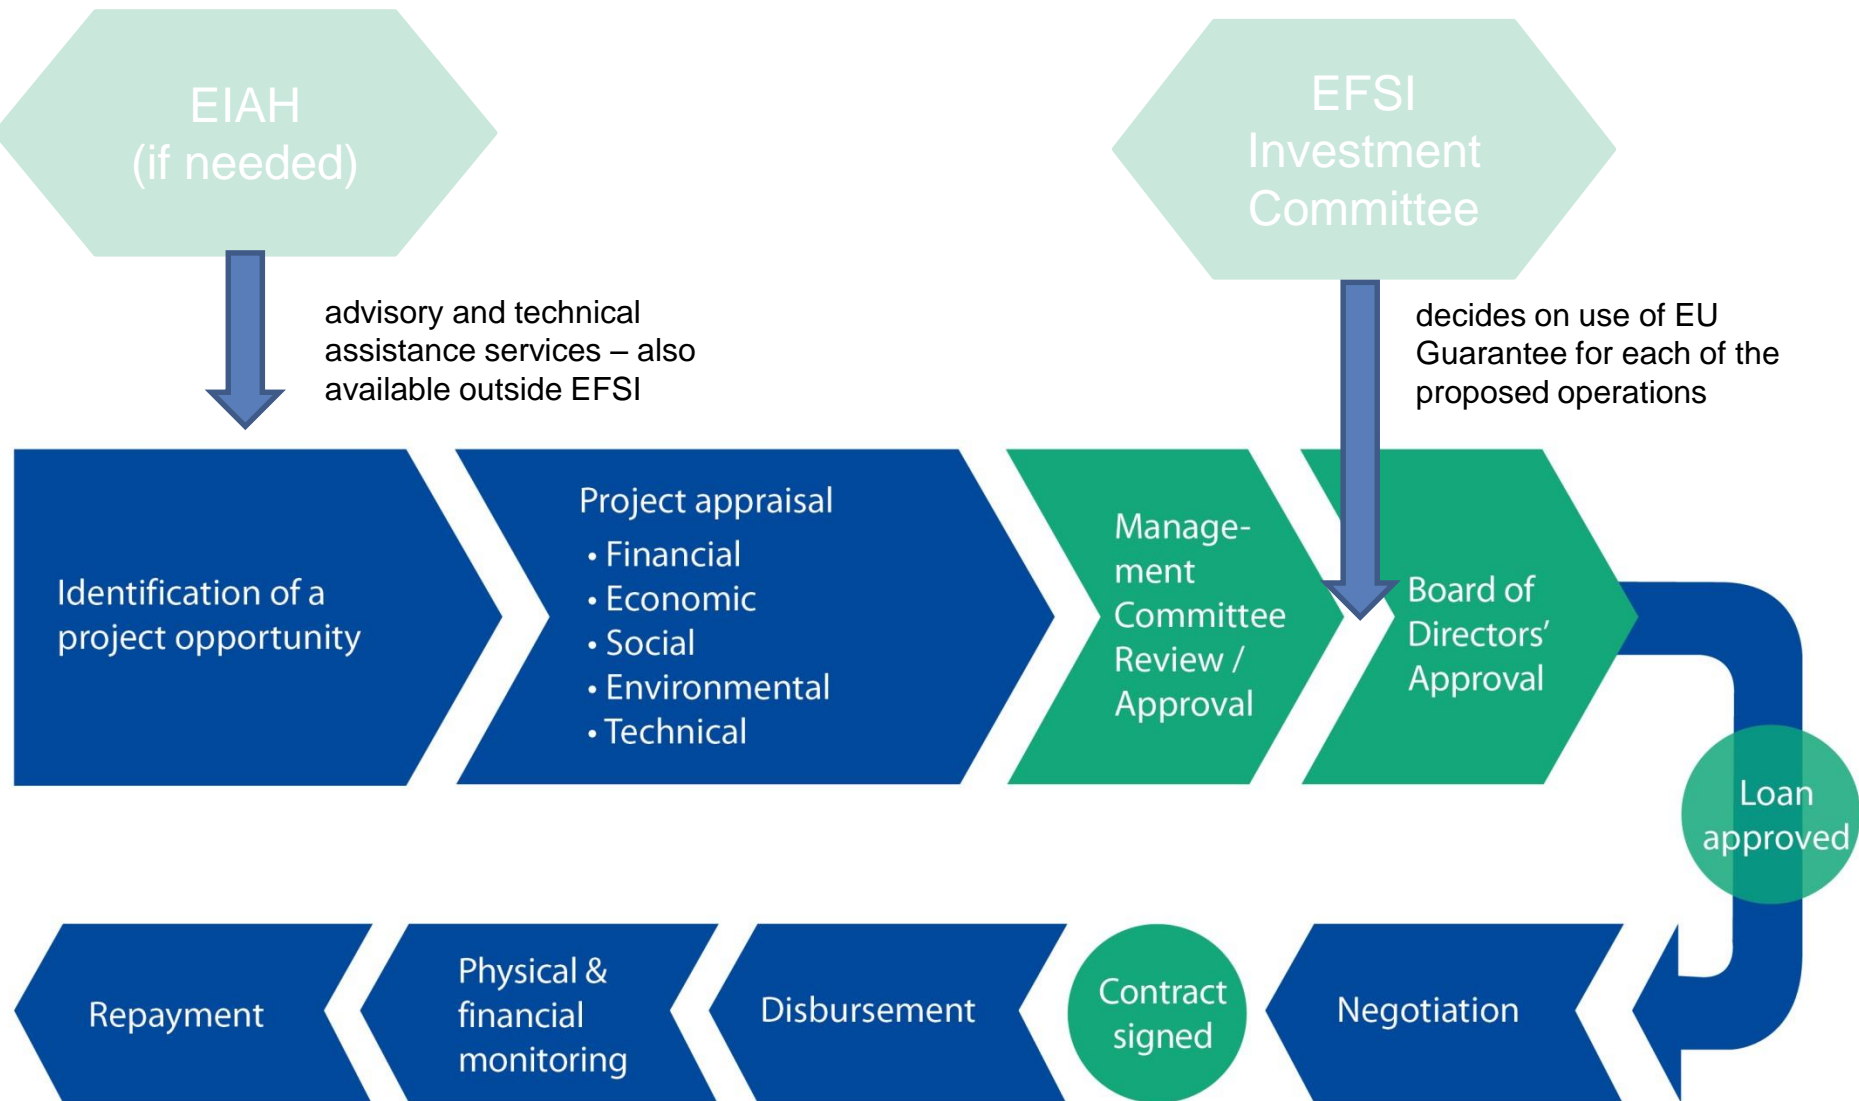 EIAH
(if needed)
EFSI
Investment
Committee
advisory and technical
assistance services – also
available outside EFSI
decides on use of EU
Guarantee for each of the
proposed operations
Identification of a
project opportunity
Project appraisal
• Financial
• Economic
• Social
• Environmental
• Technical
Manage-
ment
Committee
Review /
Approval
Board of
Directors’
Approval
Loan
approved
Negotiation
Contract
signed
Disbursement
Physical &
financial
monitoring
Repayment